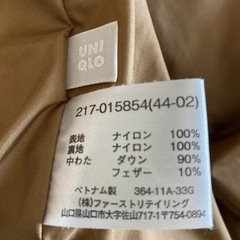 UNI
QLO
217-015854(44-02)
表地 ナイロン 100%
裏地 ナイロン 100%
中わた ダウン 90%
フェザー 10%
ベトナム製 364-11A-33G
(株)ファーストリテイリング
山口県山口市大字佐山717-1〒754-0894